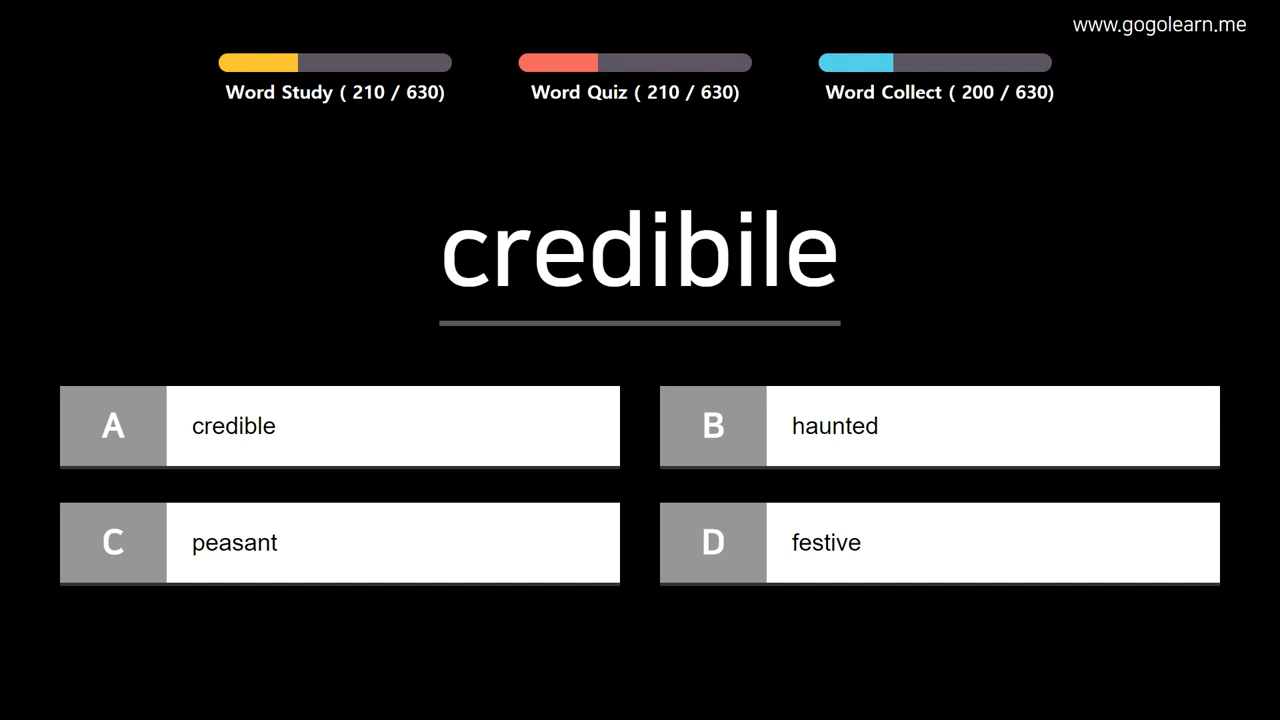 www.gogolearn.me
Word Study ( 210 / 630)
Word Quiz ( 210 / 630)
Word Collect ( 200 / 630)
credibile
A credible
B haunted
C peasant
D festive